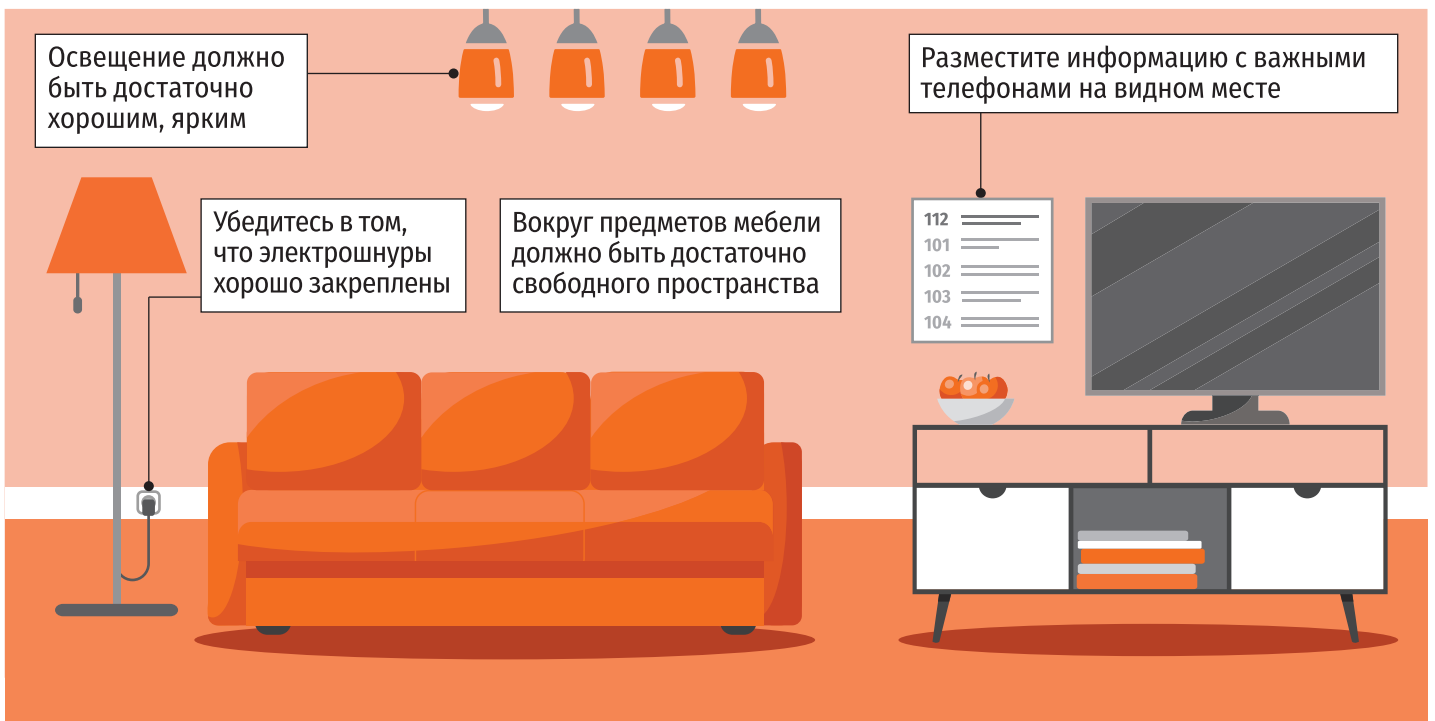 Освещение должно
быть достаточно
хорошим, ярким
Разместите информацию с важными
телефонами на видном месте
Убедитесь в том,
что электрошнуры
хорошо закреплены
Вокруг предметов мебели
должно быть достаточно
свободного пространства
112
101
102
103
104